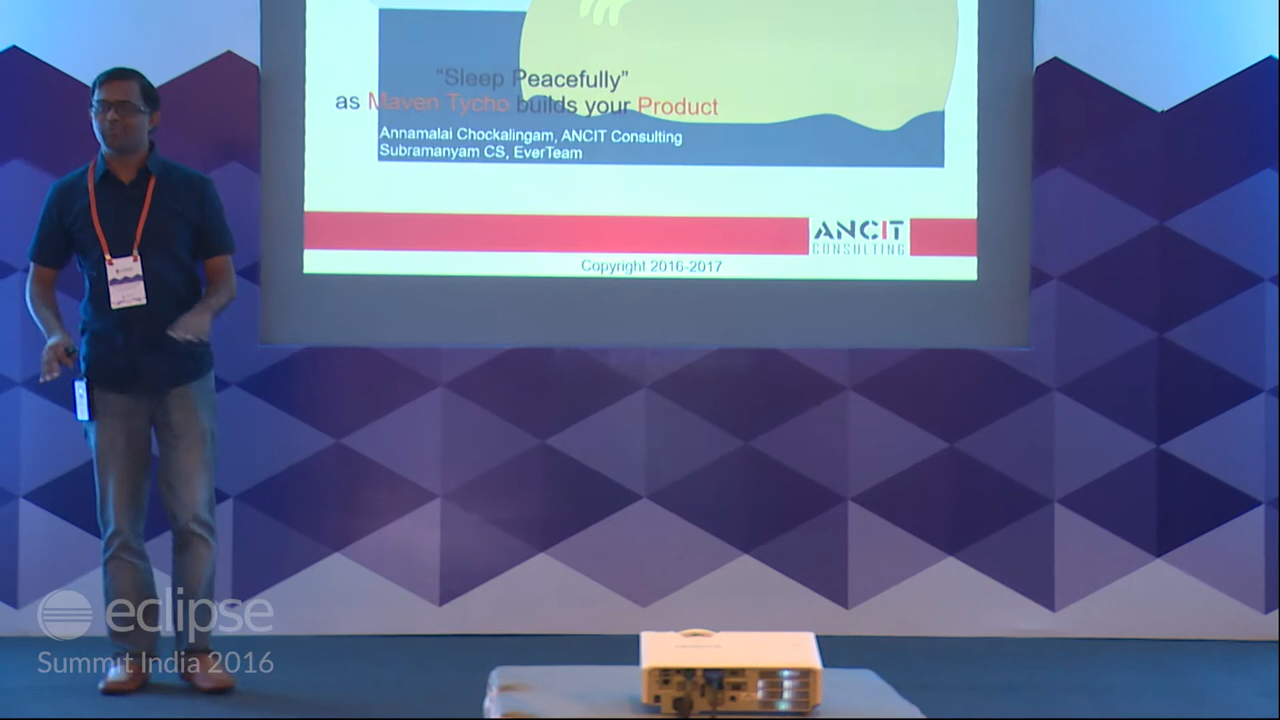 “Sleep Peacefully”
as Maven Tycho builds your Product
Annamalai Chockalingam, ANCIT Consulting
Subramanyam CS, EverTeam
ANCIT
CONSULTING
Copyright 2016-2017
eclipse
Summit India 2016